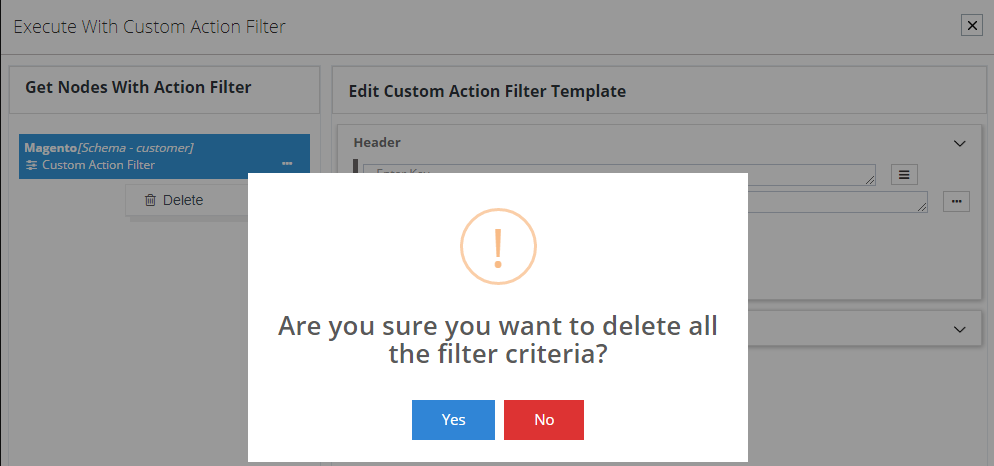 Execute With Custom Action Filter
Get Nodes With Action Filter
Edit Custom Action Filter Template
Magento[Schema - customer]
Custom Action Filter
Header
Enter Key
Delete
!
Are you sure you want to delete all
the filter criteria?
Yes
No